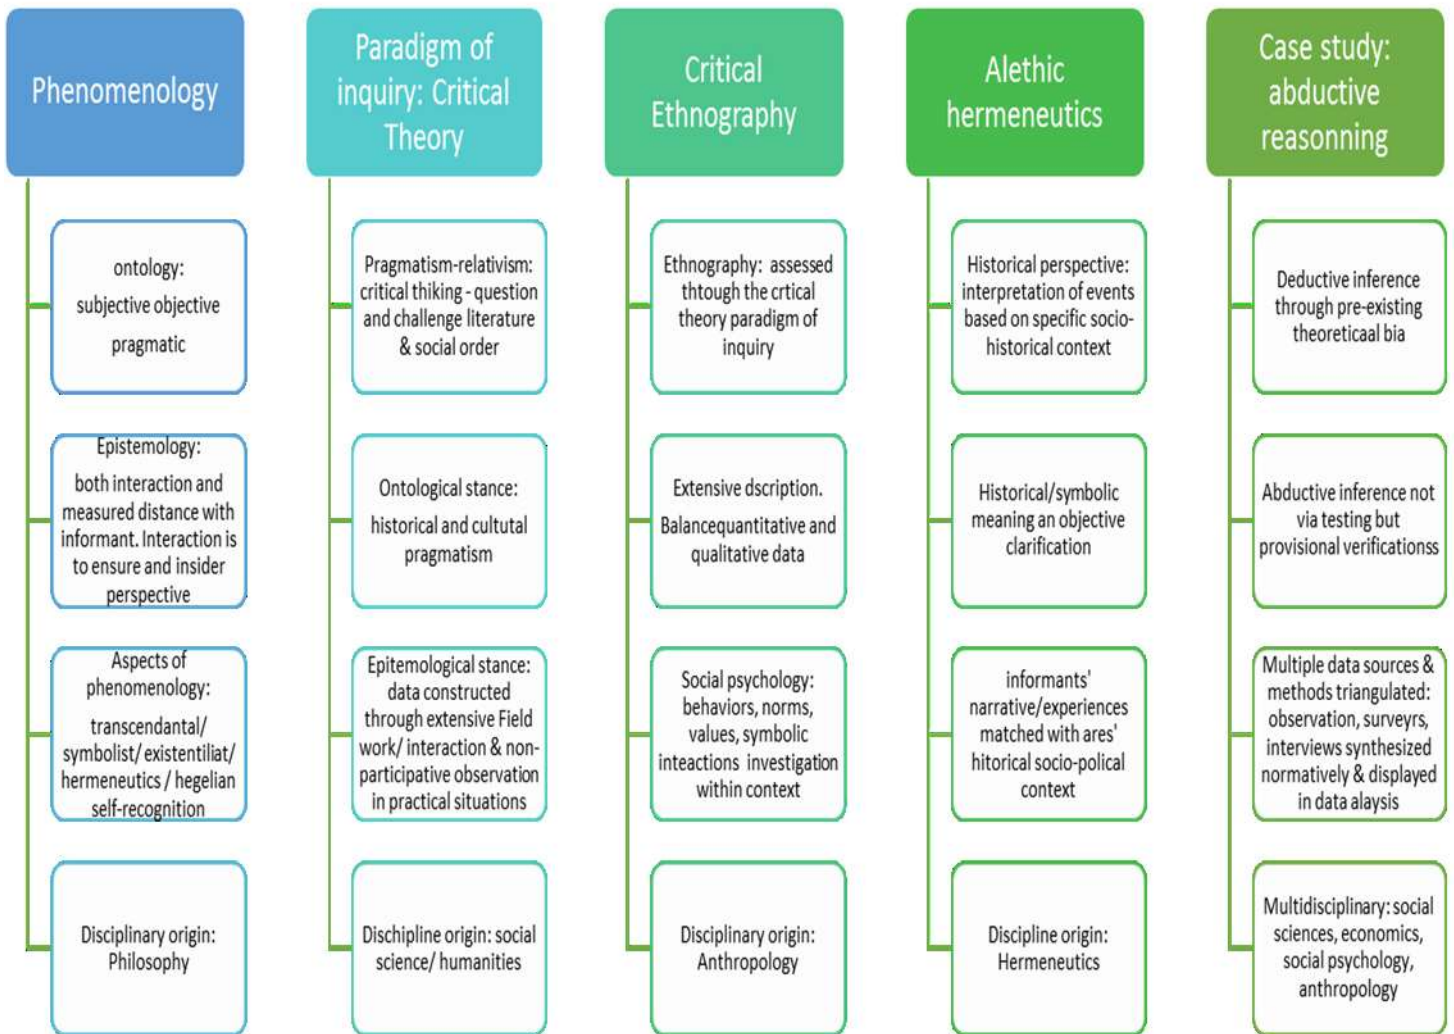 Phenomenology
ontology:
subjective objective
pragmatic
Epistemology:
both interaction and
measured distance with
informant. Interaction is
to ensure and insider
perspective
Aspects of
phenomenology:
transcendantal/
symbolist/ existentiliat/
hermeneutics / hegelian
self-recognition
Disciplinary origin:
Philosophy
Paradigm of
inquiry: Critical
Theory
Pragmatism-relativism:
critical thiking - question
and challenge literature
& social order
Ontological stance:
historical and cultutal
pragmatism
Epitemological stance:
data constructed
through extensive Field
work/ interaction & non-
participative observation
in practical situations
Dischipline origin: social
science/ humanities
Critical
Ethnography
Ethnography:  assessed
thtough the crtical
theory paradigm of
inquiry
Extensive dscription.
Balancequantitative and
qualitative data
Social psychology:
behaviors, norms,
values, symbolic
inteactions  investigation
within context
Disciplinary origin:
Anthropology
Alethic
hermeneutics
Historical perspective:
interpretation of events
based on specific socio-
historical context
Historical/symbolic
meaning an objective
clarification
informants'
narrative/experiences
matched with ares'
hitorical socio-polical
context
Discipline origin:
Hermeneutics
Case study:
abductive
reasonning
Deductive inference
through pre-existing
theoreticaal bia
Abductive inference not
via testing but
provisional verificationss
Multiple data sources &
methods triangulated:
observation, surveyrs,
interviews synthesized
normatively & displayed
in data alaysis
Multidisciplinary: social
sciences, economics,
social psychology,
anthropology